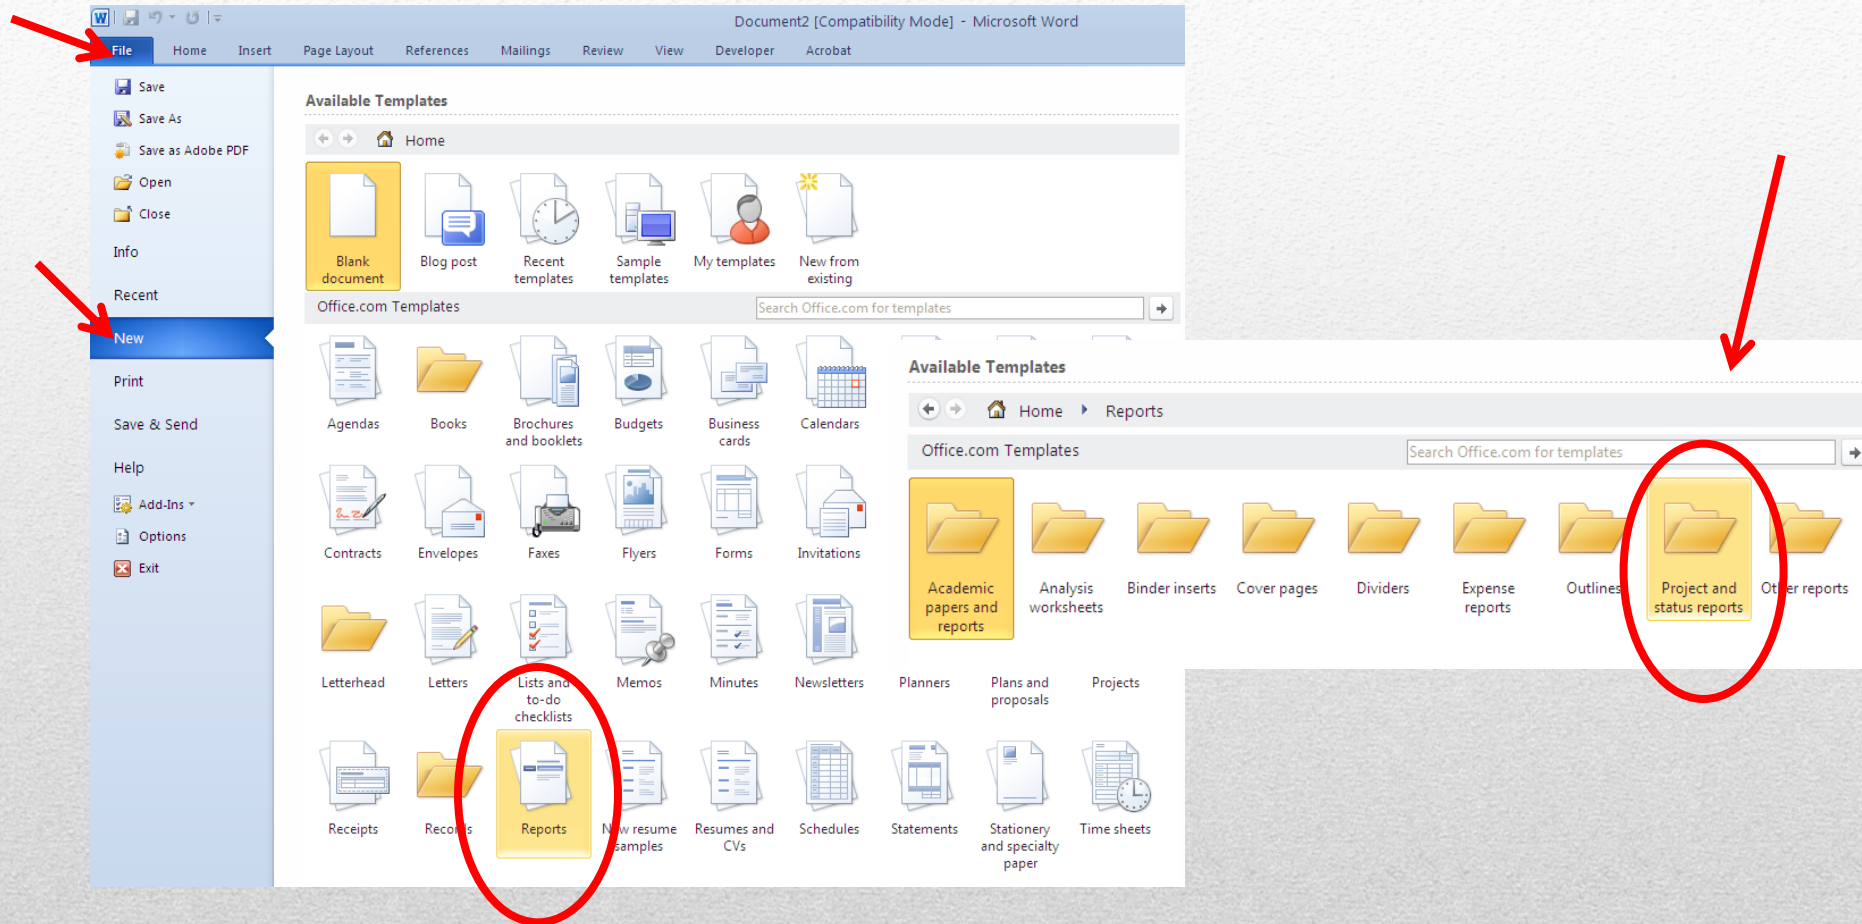 Document2 [Compatibility Mode] - Microsoft Word
File Home Insert Page Layout References Mailings Review View Developer Acrobat
Save
Save As
Save as Adobe PDF
Open
Close
Info
Recent
New
Print
Save & Send
Help
Add-Ins
Options
Exit
Available Templates
Home
Blank document
Blog post
Recent templates
Sample templates
My templates
New from existing
Office.com Templates
Search Office.com for templates
Agendas
Books
Brochures and booklets
Budgets
Business cards
Calendars
Contracts
Envelopes
Faxes
Flyers
Forms
Invitations
Letterhead
Letters
Lists and to-do checklists
Memos
Minutes
Newsletters
Planners
Plans and proposals
Projects
Receipts
Records
Reports
New resume samples
Resumes and CVs
Schedules
Statements
Stationery and specialty paper
Time sheets
Available Templates
Home Reports
Office.com Templates
Search Office.com for templates
Academic papers and reports
Analysis worksheets
Binder inserts
Cover pages
Dividers
Expense reports
Outlines
Project and status reports
Other reports